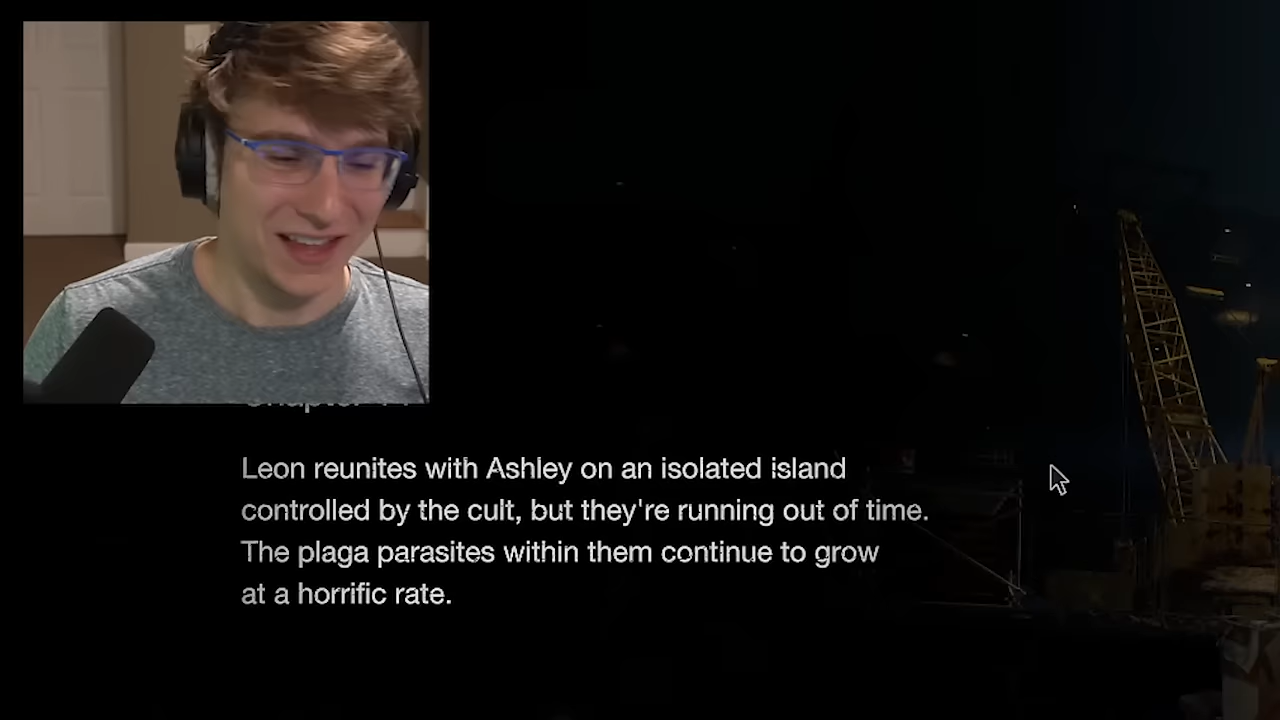 Leon reunites with Ashley on an isolated island
controlled by the cult, but they're running out of time.
The plaga parasites within them continue to grow
at a horrific rate.